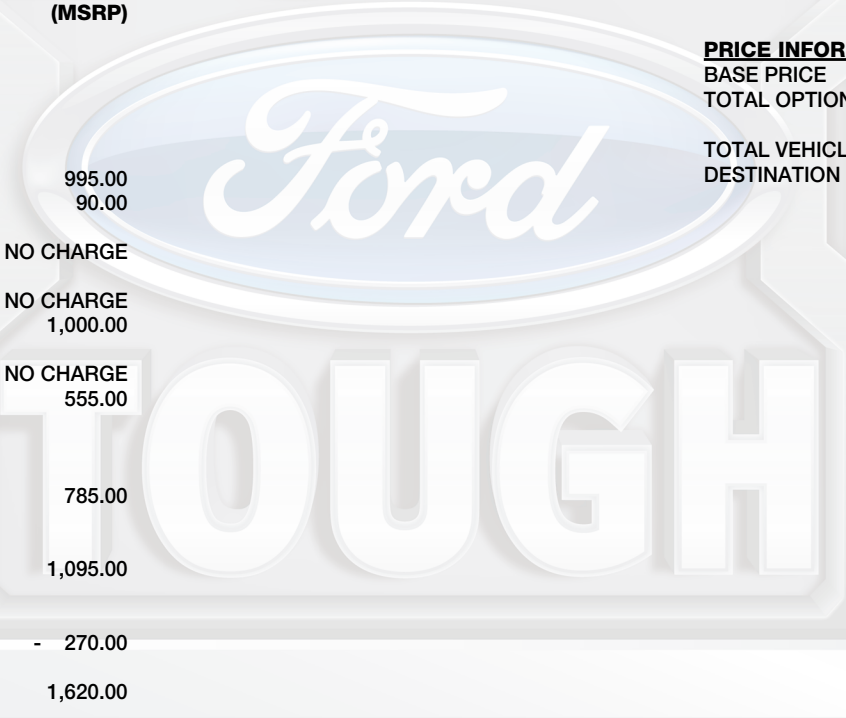 (MSRP)
995.00
90.00
NO CHARGE
NO CHARGE
1,000.00
NO CHARGE
555.00
785.00
1,095.00
- 270.00
1,620.00
PRICE INFOR
BASE PRICE
TOTAL OPTION
TOTAL VEHICL
DESTINATION
Ford
TOUGH